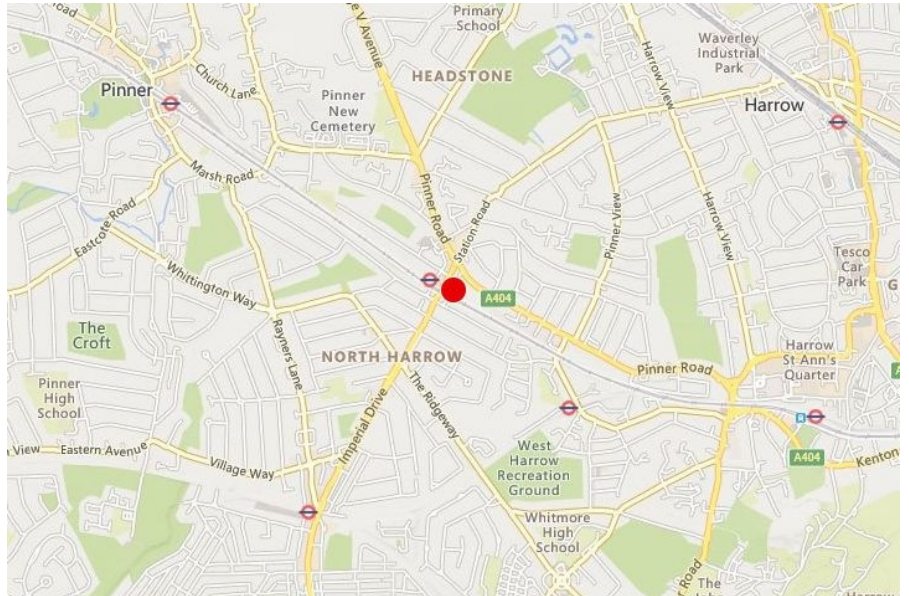 Primary
School
e V Avenue
Waverley
Industrial
Park
Harrow View
HEADSTONE
Church Lane
Pinner
Pinner
New
Cemetery
Harrow
Marsh Road
Pinner Road
Station Road
Pinner View
Harrow View
Eastcote Road
Tesco
Car
Park
Whittington Way
G
A404
The
Croft
Rayners Lane
NORTH HARROW
Harrow
St Ann's
Quarter
Pinner Road
A
Pinner
High
School
The Ridgeway
Imperial Drive
View
Eastern Avenue
Village Way
West
Harrow
Recreation
Ground
A404
Kenton
Whitmore
High
School
Road
The
Harrow